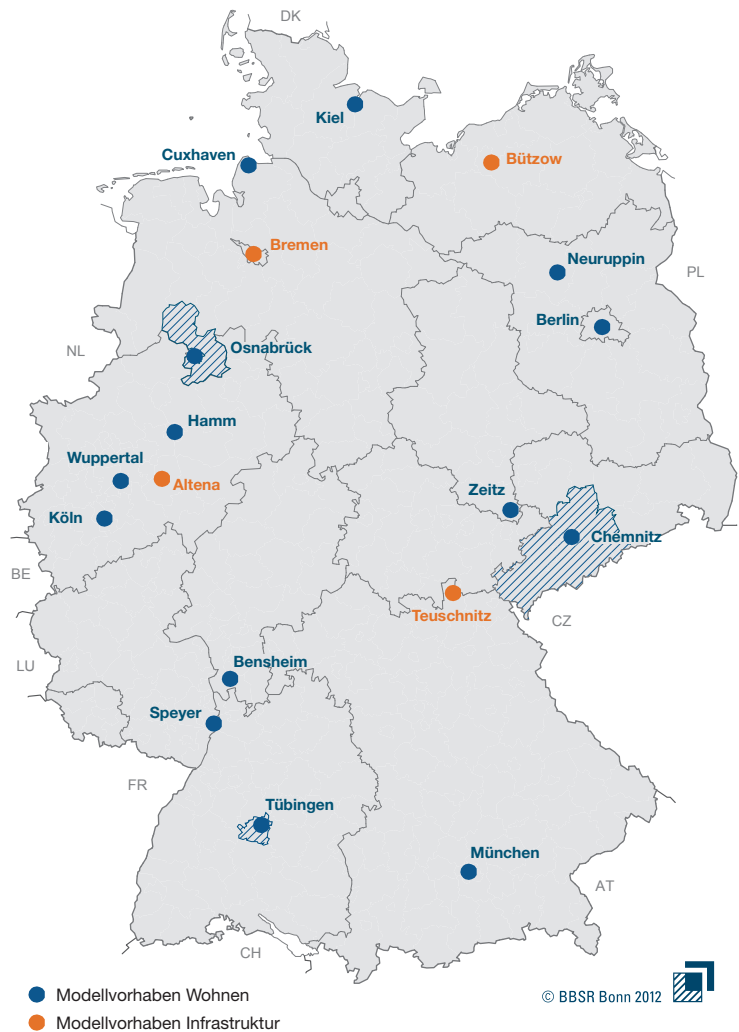 DK
Kiel
Cuxhaven
Bützow
Bremen
Neuruppin
PL
Berlin
NL
Osnabrück
Hamm
Wuppertal
Altena
Zeitz
Köln
Chemnitz
BE
Teuschnitz
CZ
LU
Bensheim
Speyer
FR
Tübingen
München
AT
CH
Modellvorhaben Wohnen
© BBSR Bonn 2012
Modellvorhaben Infrastruktur